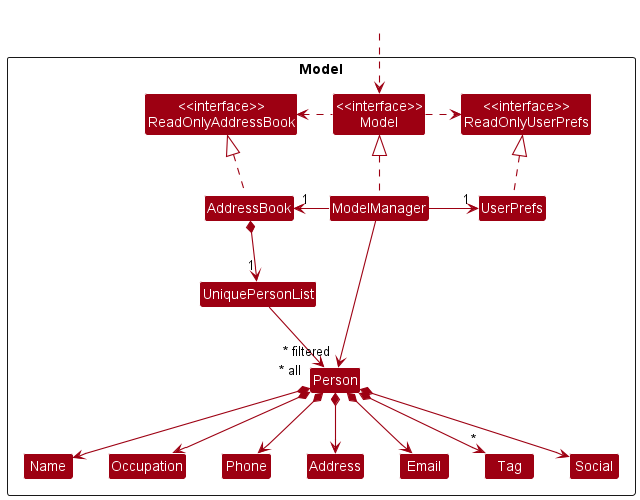 Model
<<interface>>
ReadOnlyAddressBook
<<interface>>
Model
<<interface>>
ReadOnlyUserPrefs
AddressBook
1
ModelManager
1
UserPrefs
1
UniquePersonList
* filtered
* all
Person
*
Name
Occupation
Phone
Address
Email
Tag
Social